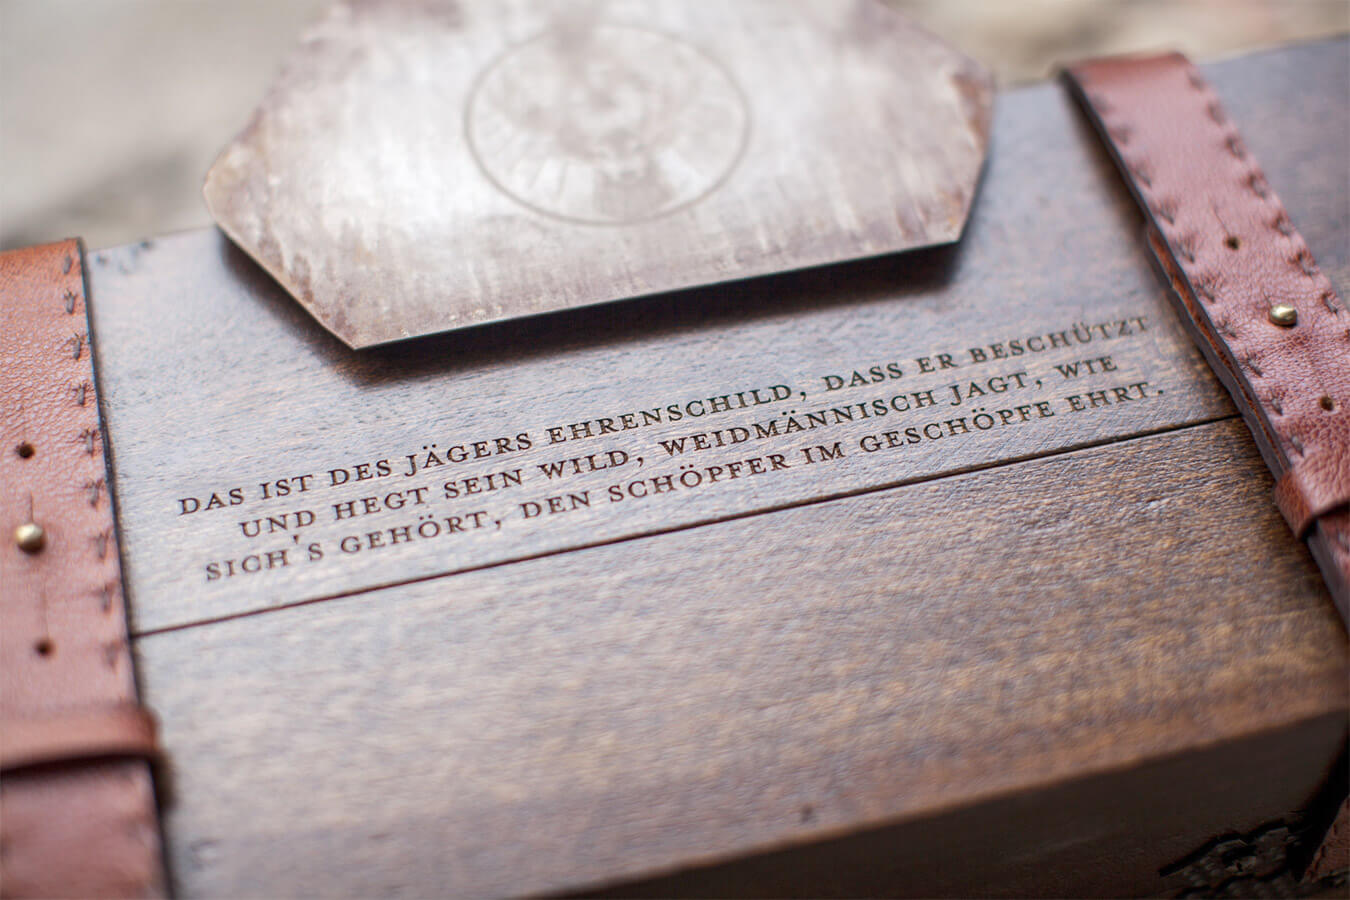 DAS IST DES JÄGERS EHRENSCHILD, DASS ER BESCHÜTZT
UND HEGT SEIN WILD, WEIDMÄNNISCH JAGT, WIE
SICH'S GEHÖRT, DEN SCHÖPFER IM GESCHÖPFE EHRT.